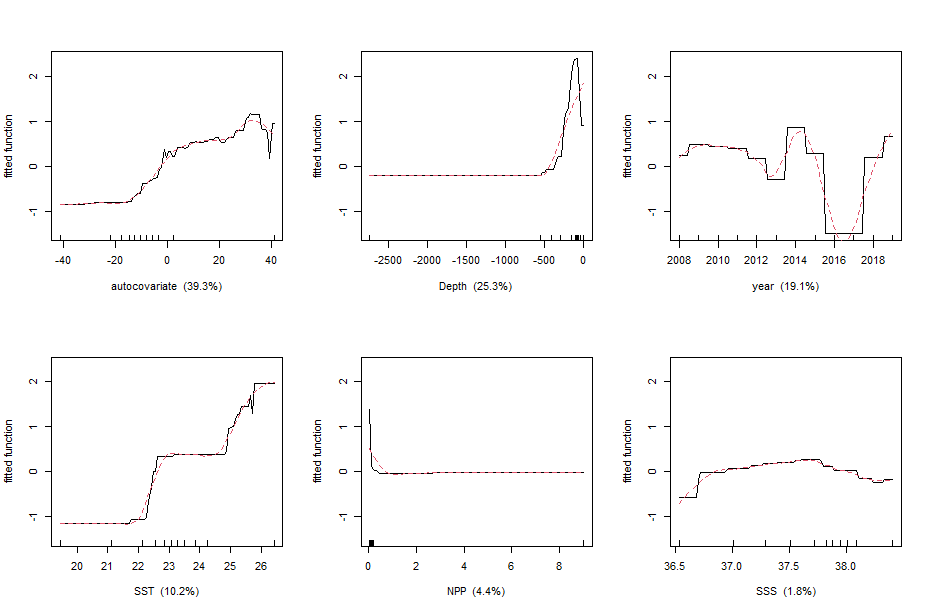 fitted function
-1 0 1 2
-40 -20 0 20 40
autocovariate (39.3%)
fitted function
-1 0 1 2
-2500 -2000 -1500 -1000 -500 0
Depth (25.3%)
fitted function
-1 0 1 2
2008 2010 2012 2014 2016 2018
year (19.1%)
fitted function
-1 0 1 2
20 21 22 23 24 25 26
SST (10.2%)
fitted function
-1 0 1 2
0 2 4 6 8
NPP (4.4%)
fitted function
-1 0 1 2
36.5 37.0 37.5 38.0
SSS (1.8%)